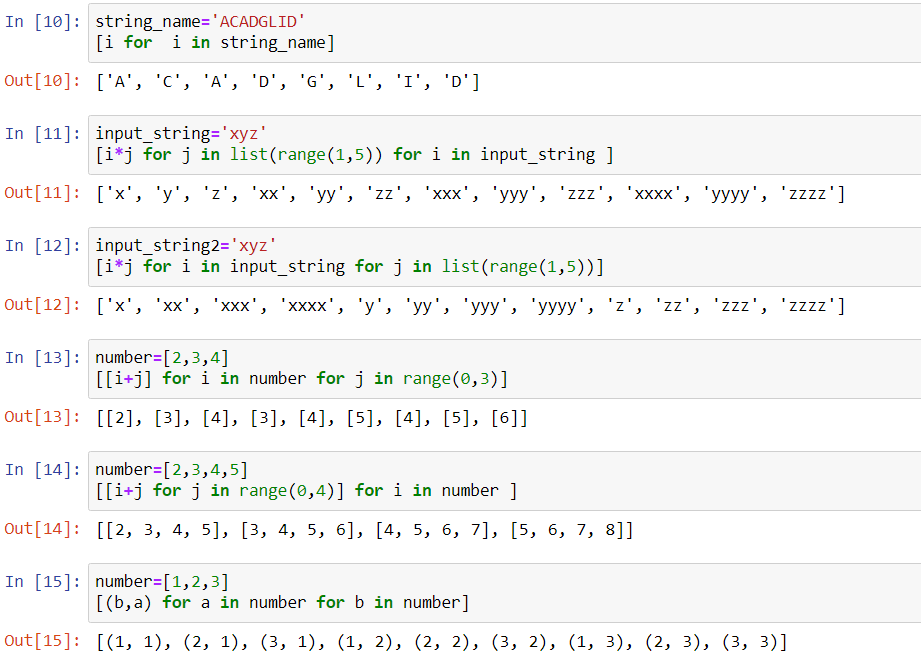 In [10]: string_name='ACADGLID'
[i for  i in string_name]
Out[10]: ['A', 'C', 'A', 'D', 'G', 'L', 'I', 'D']
In [11]: input_string='xyz'
[i*j for j in list(range(1,5)) for i in input_string ]
Out[11]: ['x', 'y', 'z', 'xx', 'yy', 'zz', 'xxx', 'yyy', 'zzz', 'xxxx', 'yyyy', 'zzzz']
In [12]: input_string2='xyz'
[i*j for i in input_string for j in list(range(1,5))]
Out[12]: ['x', 'xx', 'xxx', 'xxxx', 'y', 'yy', 'yyy', 'yyyy', 'z', 'zz', 'zzz', 'zzzz']
In [13]: number=[2,3,4]
[[i+j] for i in number for j in range(0,3)]
Out[13]: [[2], [3], [4], [3], [4], [5], [4], [5], [6]]
In [14]: number=[2,3,4,5]
[[i+j for j in range(0,4)] for i in number ]
Out[14]: [[2, 3, 4, 5], [3, 4, 5, 6], [4, 5, 6, 7], [5, 6, 7, 8]]
In [15]: number=[1,2,3]
[(b,a) for a in number for b in number]
Out[15]: [(1, 1), (2, 1), (3, 1), (1, 2), (2, 2), (3, 2), (1, 3), (2, 3), (3, 3)]